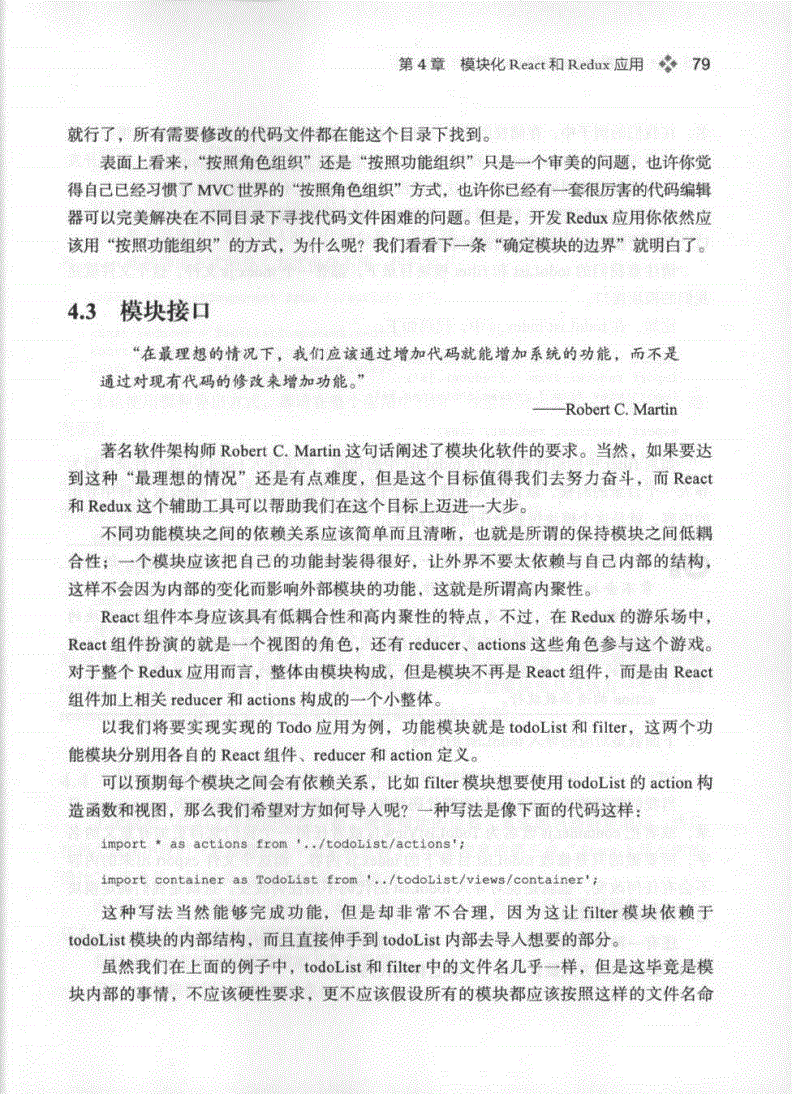 第 4 章 模块化 React 和 Redux 应用 79
就行了，所有需要修改的代码文件都在能这个目录下找到。
表面上看来，“按照角色组织”还是“按照功能组织”只是一个审美的问题，也许你觉
得自己已经习惯了 MVC 世界的“按照角色组织”方式，也许你已经有一套很厉害的代码编辑
器可以完美解决在不同目录下寻找代码文件困难的问题。但是，开发 Redux 应用你依然应
该用“按照功能组织”的方式，为什么呢？我们看看下一条“确定模块的边界”就明白了。
4.3 模块接口
“在最理想的情况下，我们应该通过增加代码就能增加系统的功能，而不是
通过对现有代码的修改来增加功能。”
——Robert C. Martin
著名软件架构师 Robert C. Martin 这句话阐述了模块化软件的要求。当然，如果要达
到这种“最理想的情况”还是有点难度，但是这个目标值得我们去努力奋斗，而 React
和 Redux 这个辅助工具可以帮助我们在这个目标上迈进一大步。
不同功能模块之间的依赖关系应该简单而且清晰，也就是所谓的保持模块之间低耦
合性；一个模块应该把自己的功能封装得很好，让外界不要太依赖与自己内部的结构，
这样不会因为内部的变化而影响外部模块的功能，这就是所谓高内聚性。
React 组件本身应该具有低耦合性和高内聚性的特点，不过，在 Redux 的游乐场中，
React 组件扮演的就是一个视图的角色，还有 reducer、actions 这些角色参与这个游戏。
对于整个 Redux 应用而言，整体由模块构成，但是模块不再是 React 组件，而是由 React
组件加上相关 reducer 和 actions 构成的一个小整体。
以我们将要实现实现的 Todo 应用为例，功能模块就是 todoList 和 filter，这两个功
能模块分别用各自的 React 组件、reducer 和 action 定义。
可以预期每个模块之间会有依赖关系，比如 filter 模块想要使用 todoList 的 action 构
造函数和视图，那么我们希望对方如何导入呢？一种写法是像下面的代码这样：
import * as actions from '../todoList/actions';
import container as TodoList from '../todoList/views/container';
这种写法当然能够完成功能，但是却非常不合理，因为这让 filter 模块依赖于
todoList 模块的内部结构，而且直接伸手到 todoList 内部去导入想要的部分。
虽然我们在上面的例子中，todoList 和 filter 中的文件名几乎一样，但是这毕竟是模
块内部的事情，不应该硬性要求，更不应该假设所有的模块都应该按照这样的文件名命